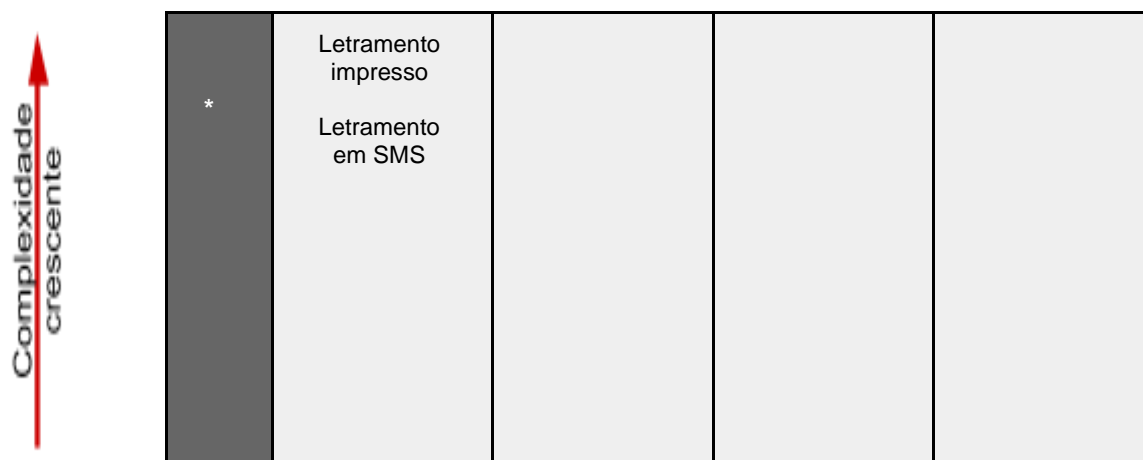 Complexidade
crescente
*
Letramento
impresso
Letramento
em SMS